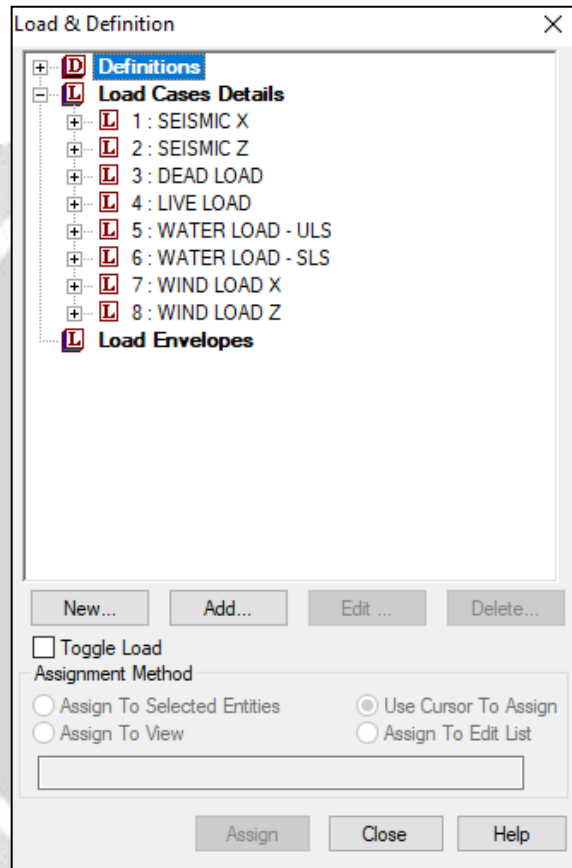 Load & Definition
D Definitions
L Load Cases Details
L 1 : SEISMIC X
L 2 : SEISMIC Z
L 3 : DEAD LOAD
L 4 : LIVE LOAD
L 5 : WATER LOAD - ULS
L 6 : WATER LOAD - SLS
L 7 : WIND LOAD X
L 8 : WIND LOAD Z
L Load Envelopes
New... Add... Edit ... Delete...
Toggle Load
Assignment Method
Assign To Selected Entities Use Cursor To Assign
Assign To View Assign To Edit List
Assign Close Help